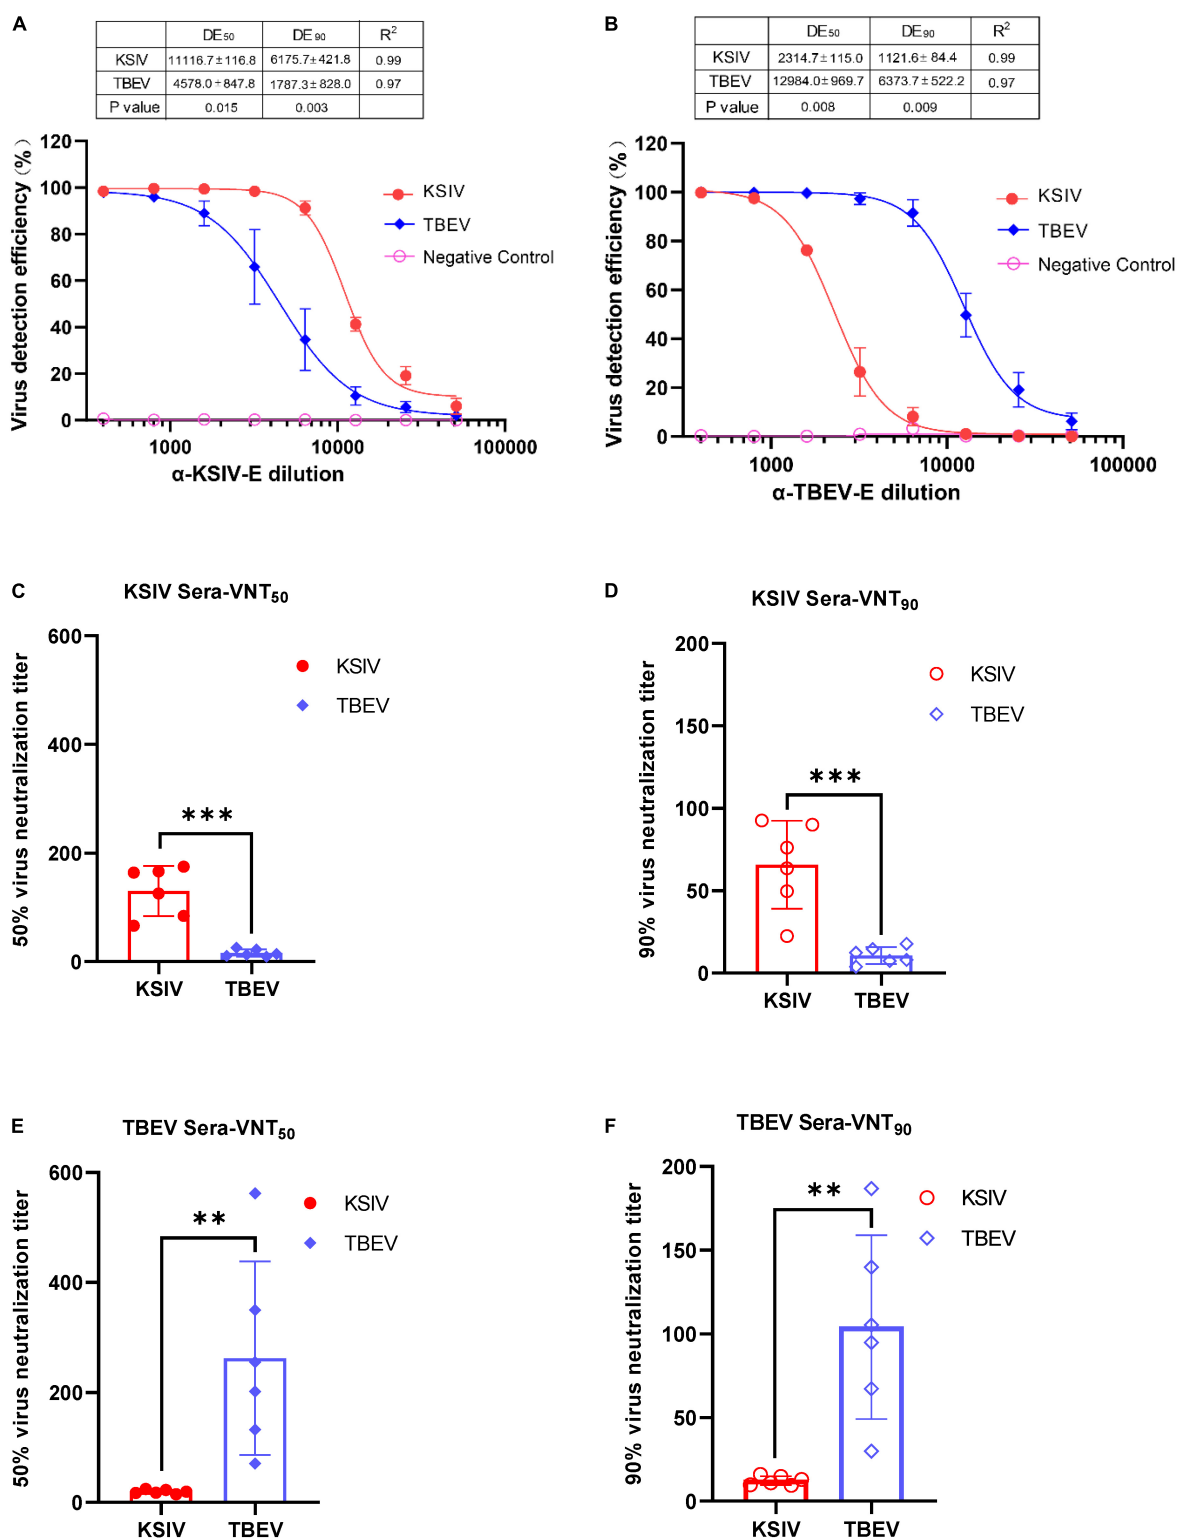 A
DE50 DE90 R2
KSIV 11116.7±116.8 6175.7±421.8 0.99
TBEV 4578.0±847.8 1787.3±828.0 0.97
P value 0.015 0.003
Virus detection efficiency (%)
120
100
80
60
40
20
0
1000 10000 100000
α-KSIV-E dilution
KSIV
TBEV
Negative Control
B
DE50 DE90 R2
KSIV 2314.7±115.0 1121.6±84.4 0.99
TBEV 12984.0±969.7 6373.7±522.2 0.97
P value 0.008 0.009
Virus detection efficiency (%)
120
100
80
60
40
20
0
1000 10000 100000
α-TBEV-E dilution
KSIV
TBEV
Negative Control
C
KSIV Sera-VNT50
50% virus neutralization titer
600
400
200
0
***
KSIV
TBEV
KSIV TBEV
D
KSIV Sera-VNT90
90% virus neutralization titer
200
150
100
50
0
***
KSIV
TBEV
KSIV TBEV
E
TBEV Sera-VNT50
50% virus neutralization titer
600
400
200
0
**
KSIV
TBEV
KSIV TBEV
F
TBEV Sera-VNT90
90% virus neutralization titer
200
150
100
50
0
**
KSIV
TBEV
KSIV TBEV